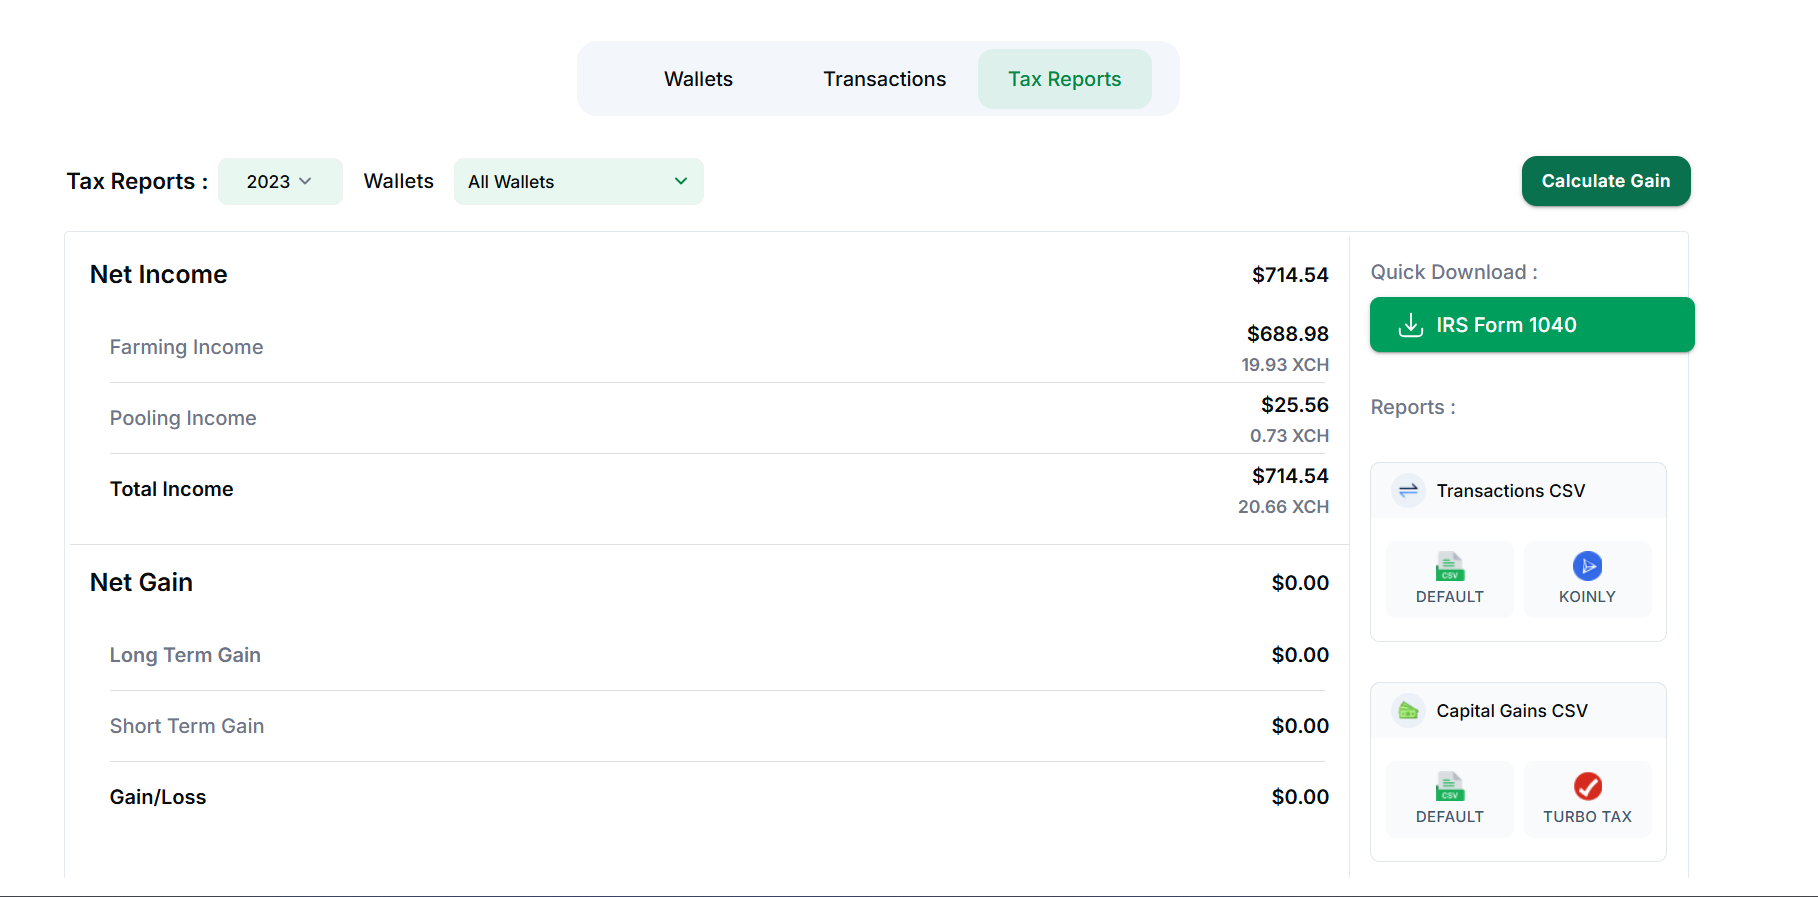 Wallets Transactions Tax Reports
Tax Reports : 2023 Wallets All Wallets Calculate Gain
Net Income $714.54
Farming Income $688.98
19.93 XCH
Pooling Income $25.56
0.73 XCH
Total Income $714.54
20.66 XCH
Net Gain $0.00
Long Term Gain $0.00
Short Term Gain $0.00
Gain/Loss $0.00
Quick Download :
IRS Form 1040
Reports :
Transactions CSV
CSV
DEFAULT KOINLY
Capital Gains CSV
CSV
DEFAULT TURBO TAX